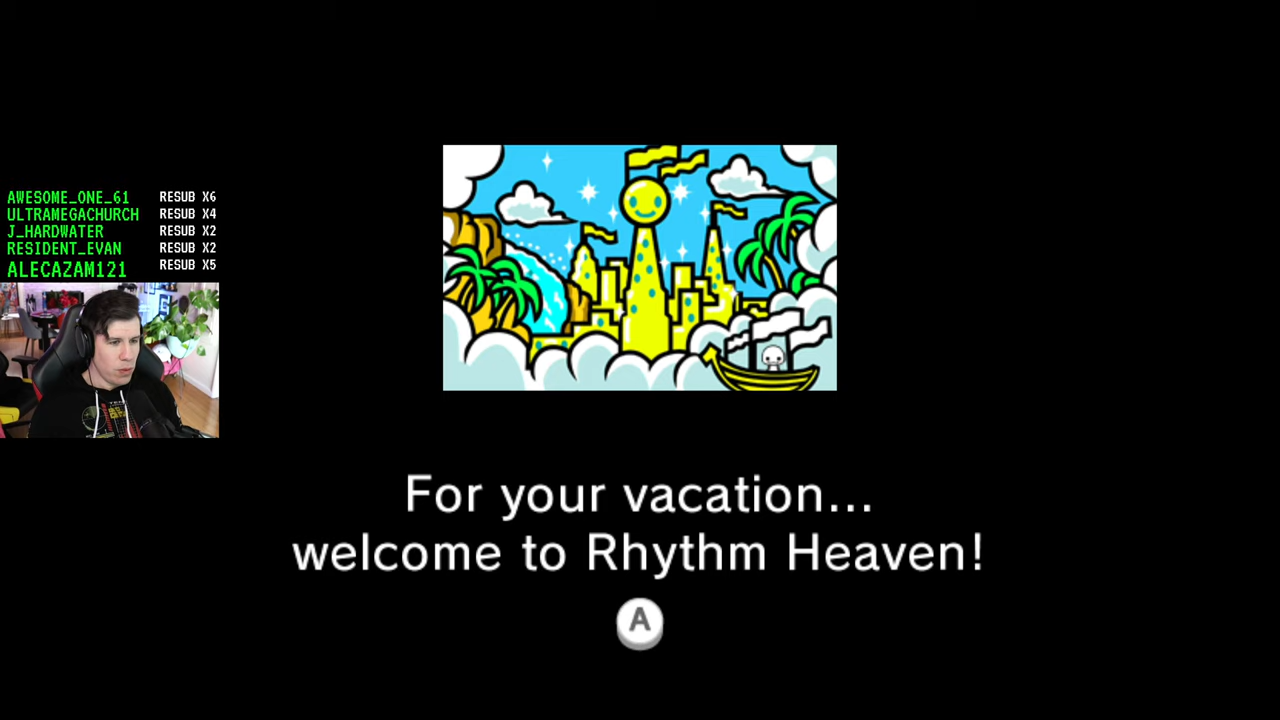 AWESOME_ONE_61 RESUB X6
ULTRAMEGACHURCH RESUB X4
J_HARDWATER RESUB X2
RESIDENT_EVAN RESUB X2
ALECAZAM121 RESUB X5
For your vacation...
welcome to Rhythm Heaven!
A